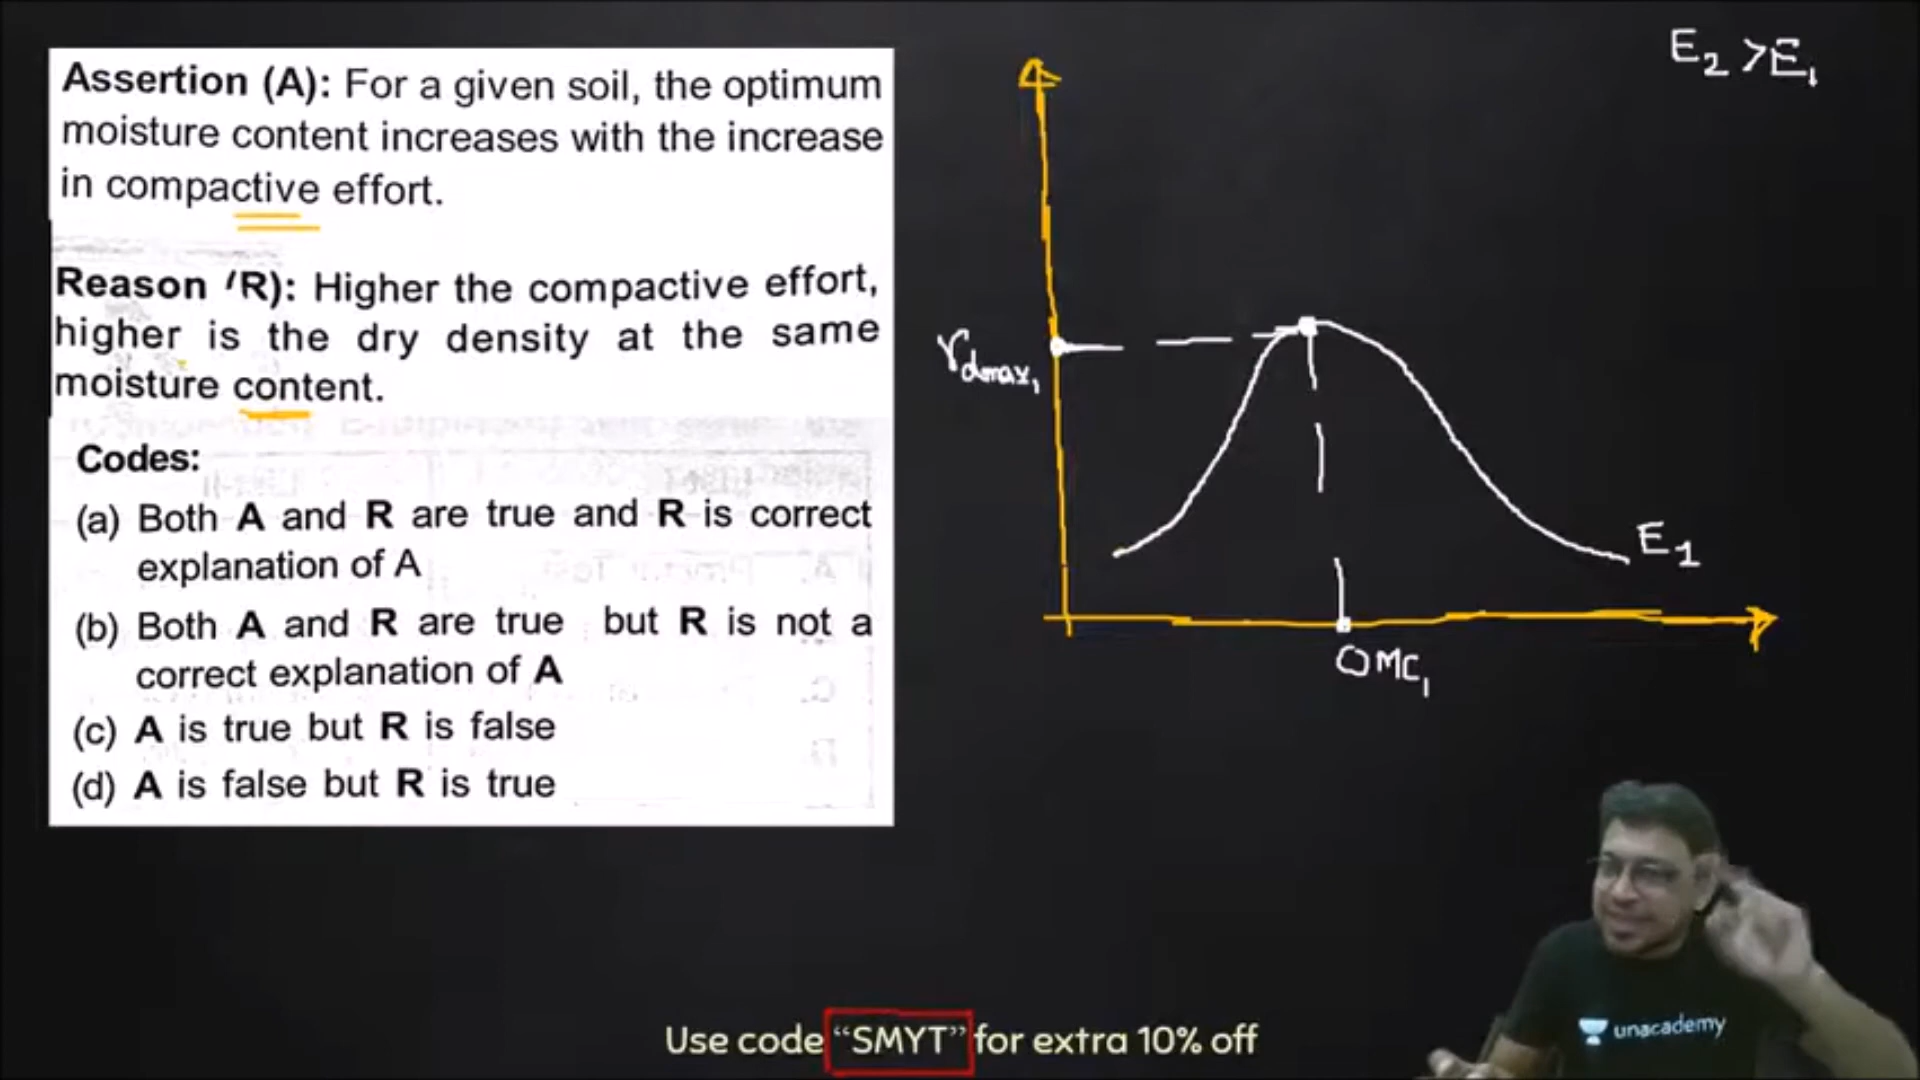 E₂ >E₁
Assertion (A): For a given soil, the optimum
moisture content increases with the increase
in compactive effort.
Reason (R): Higher the compactive effort,
higher is the dry density at the same
moisture content.
Codes:
(a) Both A and R are true and R is correct
explanation of A
(b) Both A and R are true but R is not a
correct explanation of A
(c) A is true but R is false
(d) A is false but R is true
γdmax₁
E1
OMC₁
unacademy
Use code “SMYT” for extra 10% off